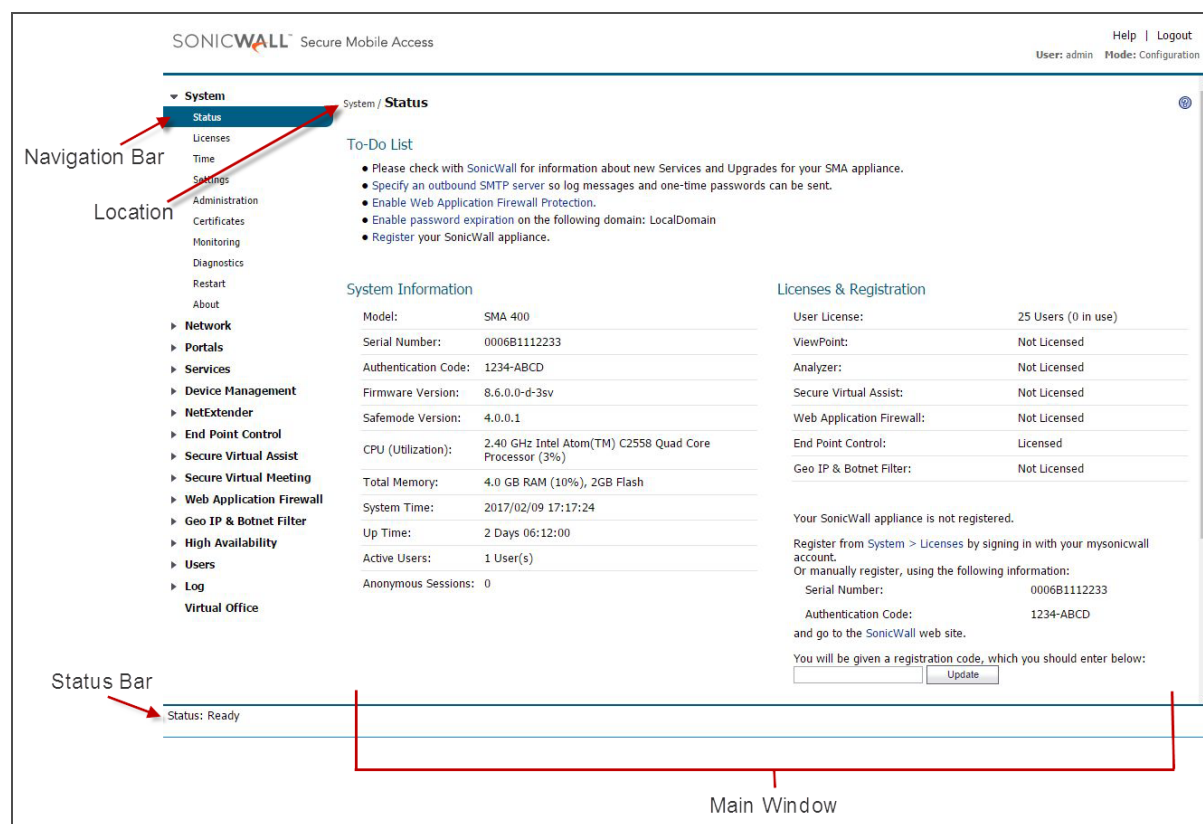 SONICWALL™ Secure Mobile Access
Help | Logout
User: admin Mode: Configuration
System
Status
Licenses
Time
Settings
Administration
Certificates
Monitoring
Diagnostics
Restart
About
Network
Portals
Services
Device Management
NetExtender
End Point Control
Secure Virtual Assist
Secure Virtual Meeting
Web Application Firewall
Geo IP & Botnet Filter
High Availability
Users
Log
Virtual Office
Navigation Bar
Location
Status Bar
System / Status
To-Do List
• Please check with SonicWall for information about new Services and Upgrades for your SMA appliance.
• Specify an outbound SMTP server so log messages and one-time passwords can be sent.
• Enable Web Application Firewall Protection.
• Enable password expiration on the following domain: LocalDomain
• Register your SonicWall appliance.
System Information
Model: SMA 400
Serial Number: 0006B1112233
Authentication Code: 1234-ABCD
Firmware Version: 8.6.0.0-d-3sv
Safemode Version: 4.0.0.1
CPU (Utilization): 2.40 GHz Intel Atom(TM) C2558 Quad Core
Processor (3%)
Total Memory: 4.0 GB RAM (10%), 2GB Flash
System Time: 2017/02/09 17:17:24
Up Time: 2 Days 06:12:00
Active Users: 1 User(s)
Anonymous Sessions: 0
Licenses & Registration
User License: 25 Users (0 in use)
ViewPoint: Not Licensed
Analyzer: Not Licensed
Secure Virtual Assist: Not Licensed
Web Application Firewall: Not Licensed
End Point Control: Licensed
Geo IP & Botnet Filter: Not Licensed
Your SonicWall appliance is not registered.
Register from System > Licenses by signing in with your mysonicwall
account.
Or manually register, using the following information:
Serial Number: 0006B1112233
Authentication Code: 1234-ABCD
and go to the SonicWall web site.
You will be given a registration code, which you should enter below:
Update
Status: Ready
Main Window